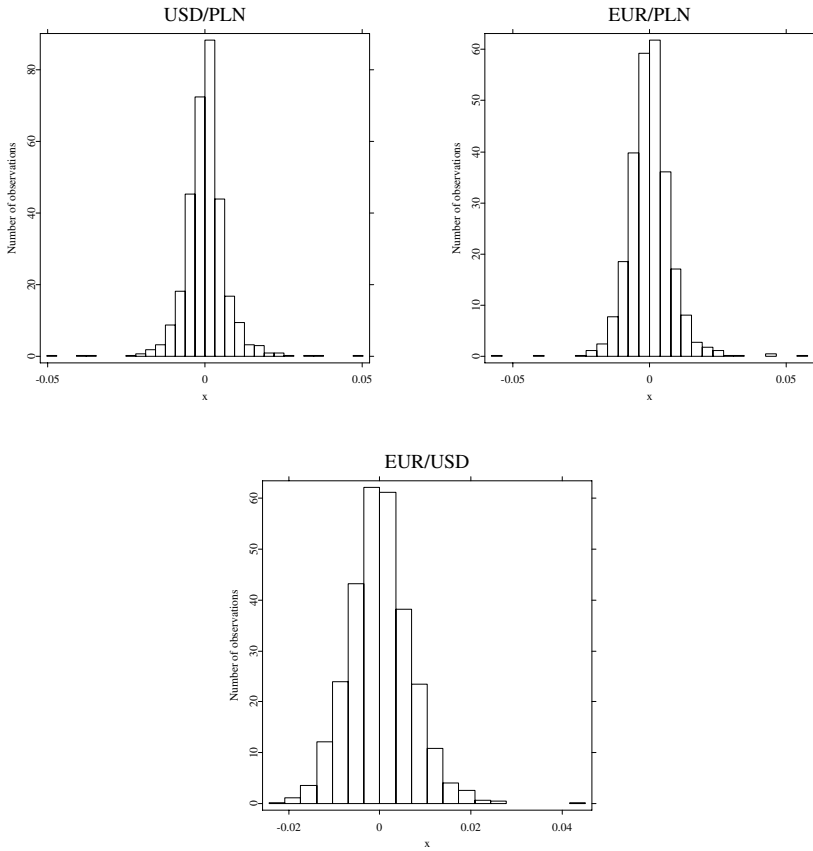 USD/PLN
Number of observations
0 20 40 60 80
-0.05 0 0.05
x
EUR/PLN
Number of observations
0 10 20 30 40 50 60
-0.05 0 0.05
x
EUR/USD
Number of observations
0 10 20 30 40 50 60
-0.02 0 0.02 0.04
x